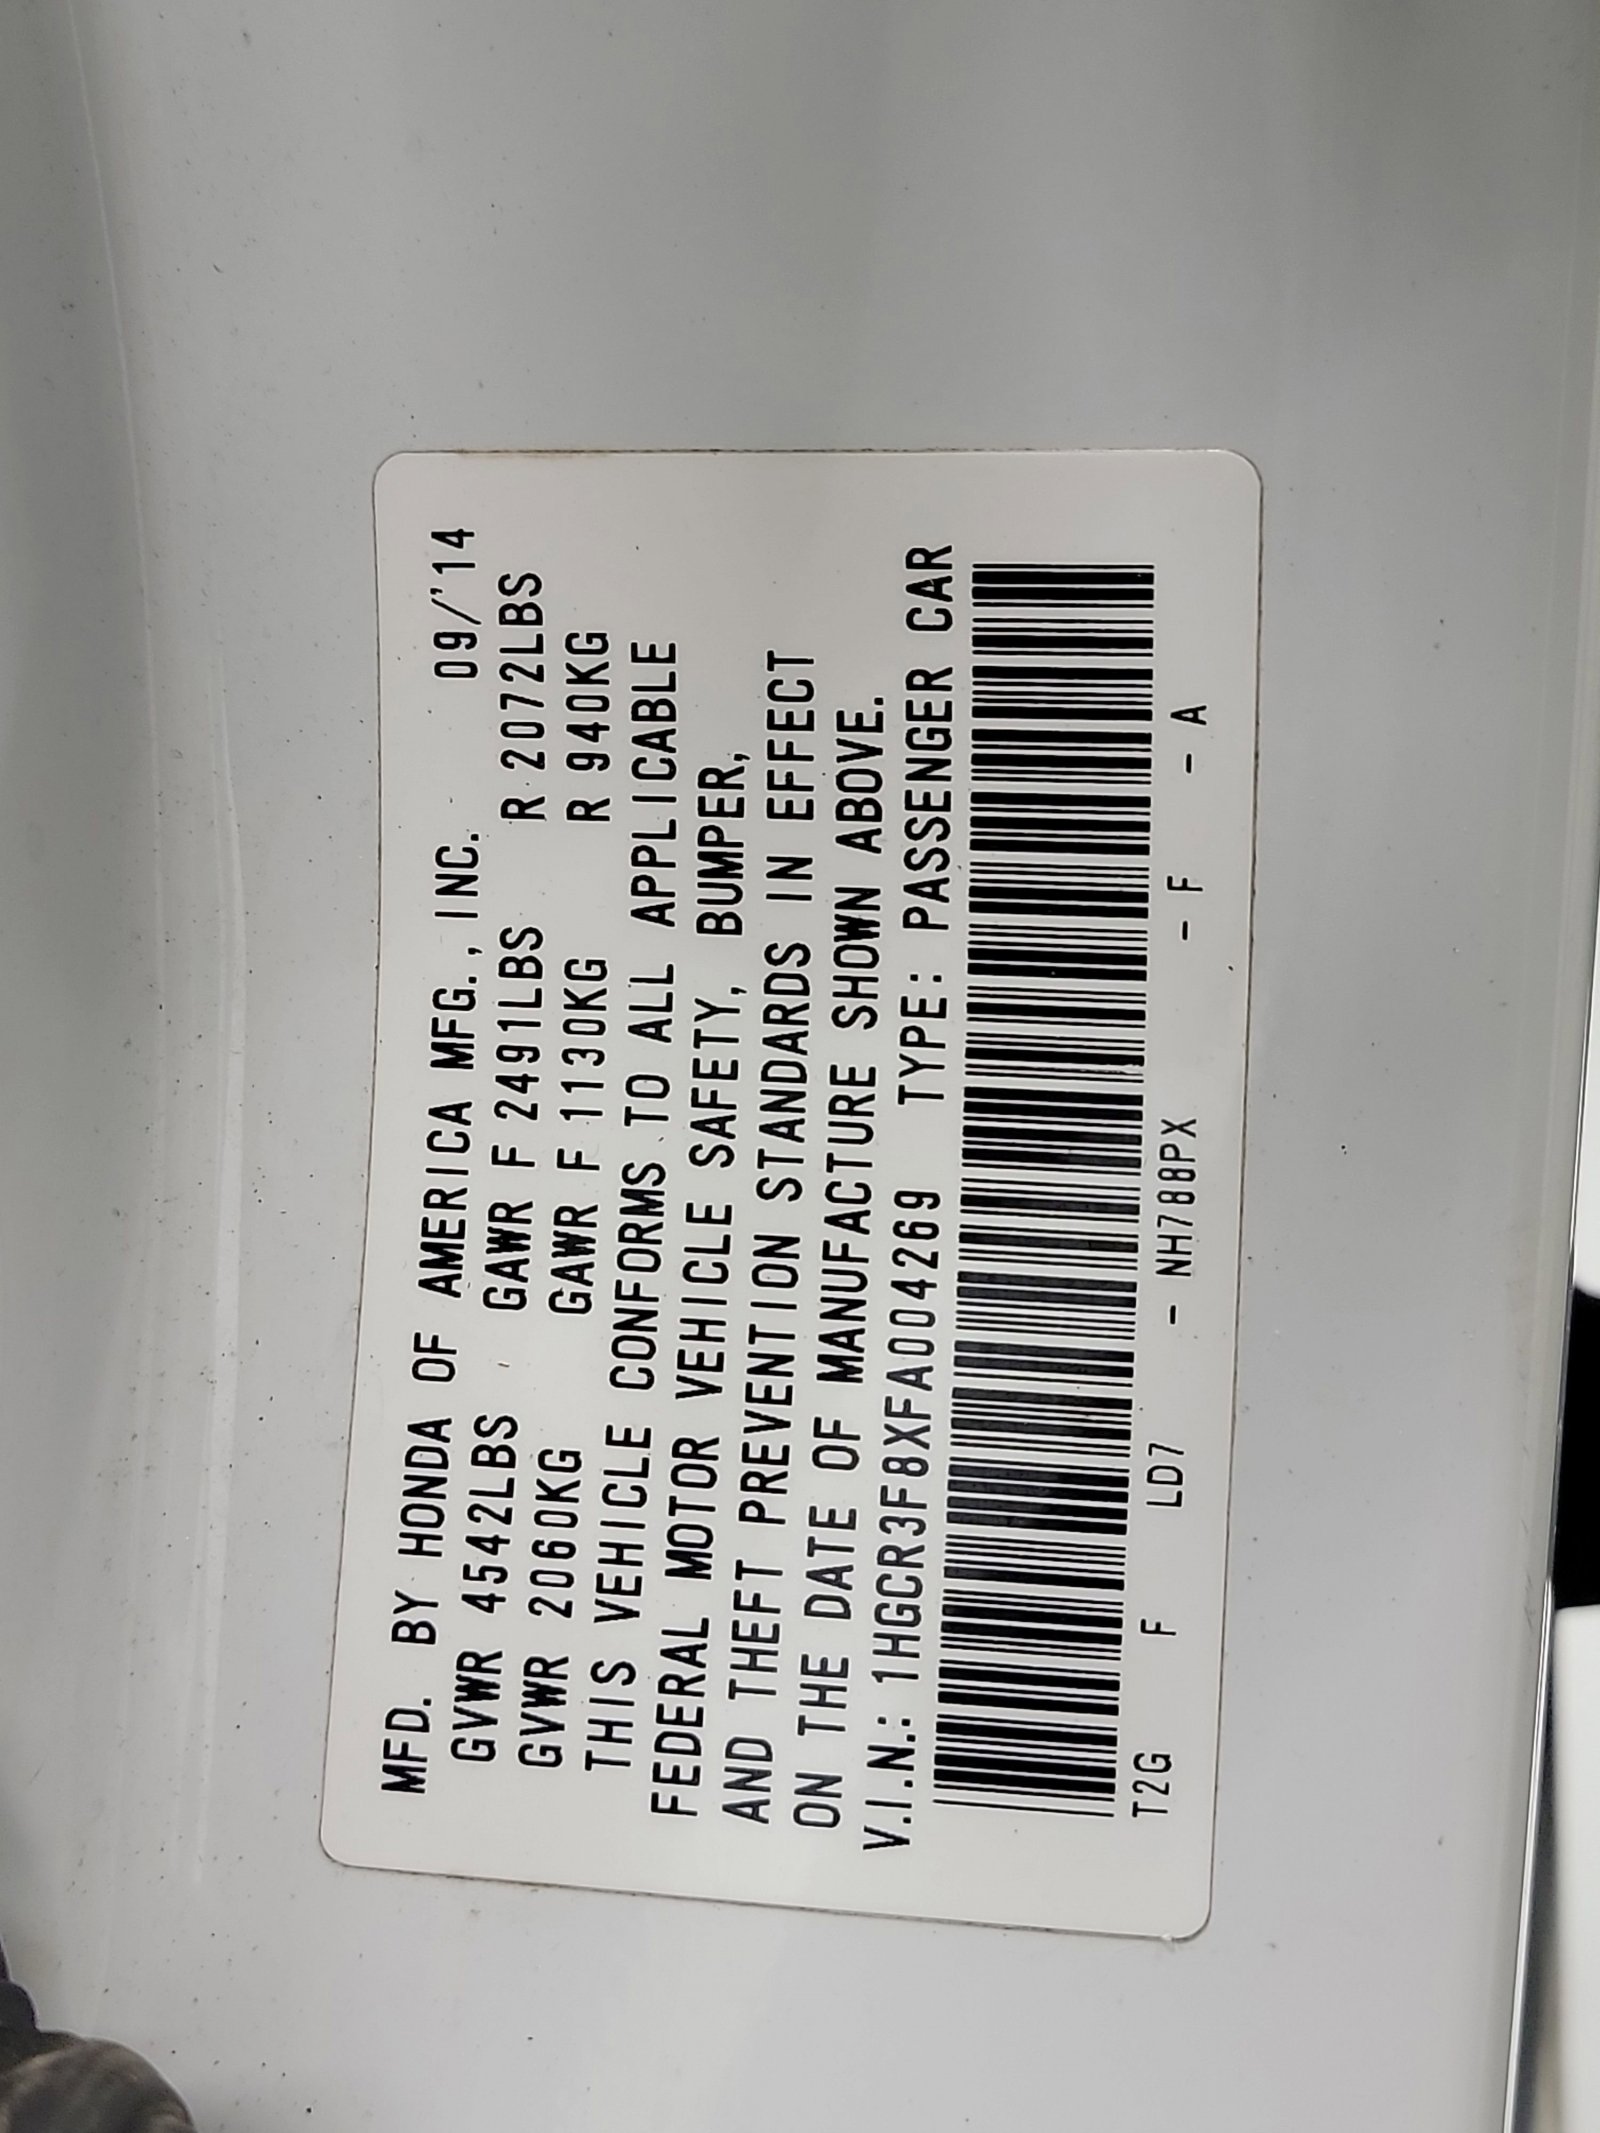 MFD. BY HONDA OF AMERICA MFG., INC. 09/'14
GVWR 4542LBS GAWR F 2491LBS R 2072LBS
GVWR 2060KG GAWR F 1130KG R 940KG
THIS VEHICLE CONFORMS TO ALL APPLICABLE
FEDERAL MOTOR VEHICLE SAFETY, BUMPER,
AND THEFT PREVENTION STANDARDS IN EFFECT
ON THE DATE OF MANUFACTURE SHOWN ABOVE.
V.I.N.: 1HGCR3F8XFA004269 TYPE: PASSENGER CAR
T2G F LD7 - NH788PX - F - A